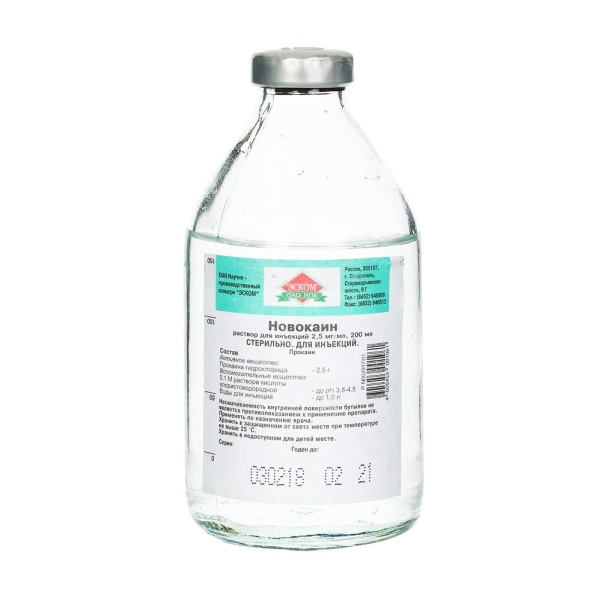 ОАО Научно -
производственный
концерн "ЭСКОМ"
ЭСКОМ
ОАО НПК
Россия, 355107,
г. Ставрополь,
Старомарьевское
шоссе, 9 г
Тел.: (8652)
Факс: (8652)
Новокаин
раствор для инъекций 2,5 мг/мл, 200 мл
СТЕРИЛЬНО. ДЛЯ ИНЪЕКЦИЙ.
Прокаин
Состав
Активное вещество:
Прокаина гидрохлорида - 2,5 г
Вспомогательные вещества:
0,1 М раствора кислоты
хлористоводородной - до pH 3,8-4,5
Воды для инъекций - до 1,0 л
Несмачиваемость внутренней поверхности бутылки не
является противопоказанием к применению препарата.
Применять по назначению врача.
Хранить в защищенном от света месте при температуре
не выше 25 °С.
Хранить в недоступном для детей месте.
Серия: Годен до:
030218 02 21
150
100
50
0